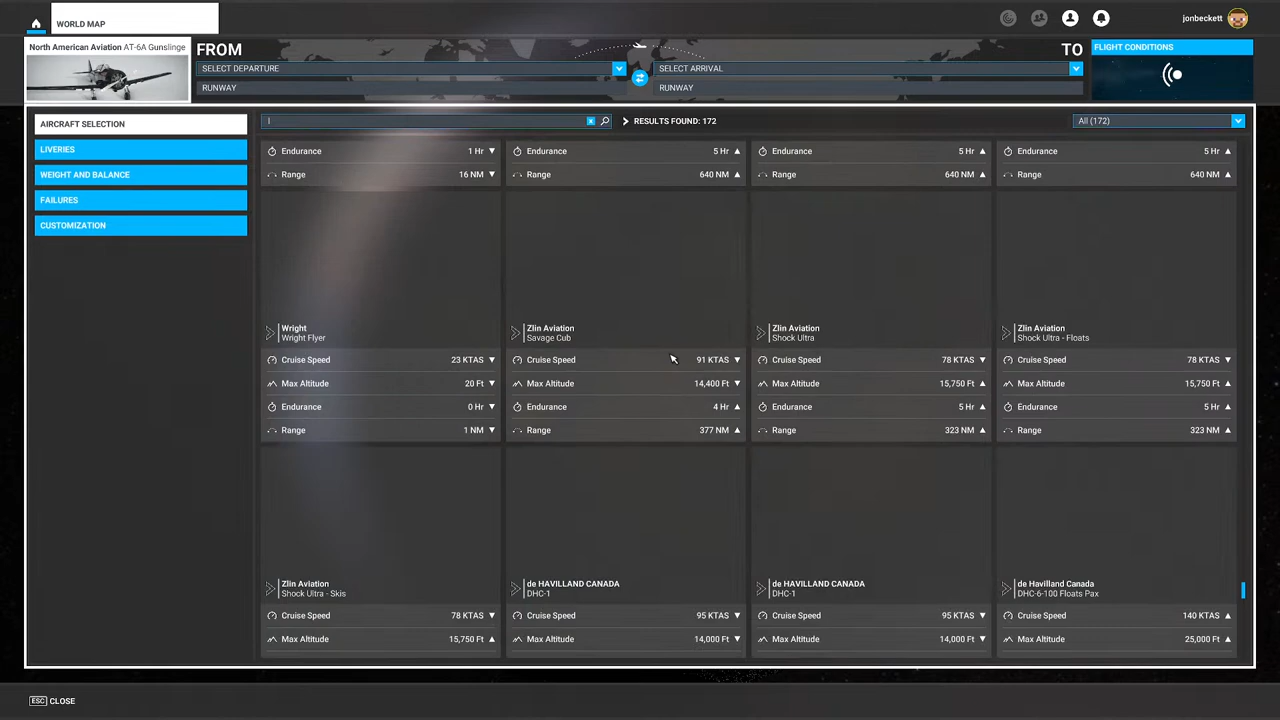 WORLD MAP
jonbeckett
North American Aviation AT-6A Gunslinge
FROM
TO
FLIGHT CONDITIONS
SELECT DEPARTURE
SELECT ARRIVAL
RUNWAY
RUNWAY
AIRCRAFT SELECTION
LIVERIES
WEIGHT AND BALANCE
FAILURES
CUSTOMIZATION
RESULTS FOUND: 172
All (172)
Endurance 1 Hr
Range 16 NM
Endurance 5 Hr
Range 640 NM
Endurance 5 Hr
Range 640 NM
Endurance 5 Hr
Range 640 NM
Wright
Wright Flyer
Cruise Speed 23 KTAS
Max Altitude 20 Ft
Endurance 0 Hr
Range 1 NM
Zlin Aviation
Savage Cub
Cruise Speed 91 KTAS
Max Altitude 14,400 Ft
Endurance 4 Hr
Range 377 NM
Zlin Aviation
Shock Ultra
Cruise Speed 78 KTAS
Max Altitude 15,750 Ft
Endurance 5 Hr
Range 323 NM
Zlin Aviation
Shock Ultra - Floats
Cruise Speed 78 KTAS
Max Altitude 15,750 Ft
Endurance 5 Hr
Range 323 NM
Zlin Aviation
Shock Ultra - Skis
Cruise Speed 78 KTAS
Max Altitude 15,750 Ft
de HAVILLAND CANADA
DHC-1
Cruise Speed 95 KTAS
Max Altitude 14,000 Ft
de HAVILLAND CANADA
DHC-1
Cruise Speed 95 KTAS
Max Altitude 14,000 Ft
de Havilland Canada
DHC-6-100 Floats Pax
Cruise Speed 140 KTAS
Max Altitude 25,000 Ft
ESC CLOSE